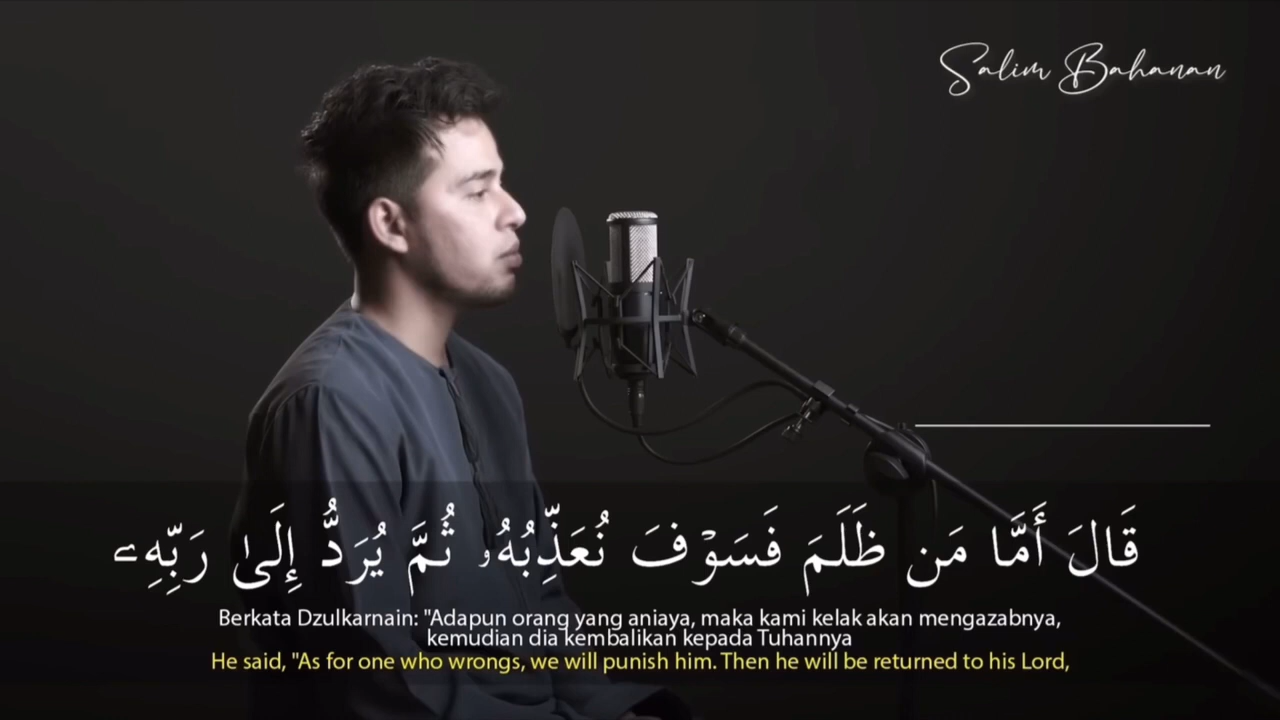 Salim Bahanan
قَالَ أَمَّا مَن ظَلَمَ فَسَوْفَ نُعَذِّبُهُۥ ثُمَّ يُرَدُّ إِلَىٰ رَبِّهِۦ
Berkata Dzulkarnain: "Adapun orang yang aniaya, maka kami kelak akan mengazabnya,
kemudian dia kembalikan kepada Tuhannya
He said, "As for one who wrongs, we will punish him. Then he will be returned to his Lord,